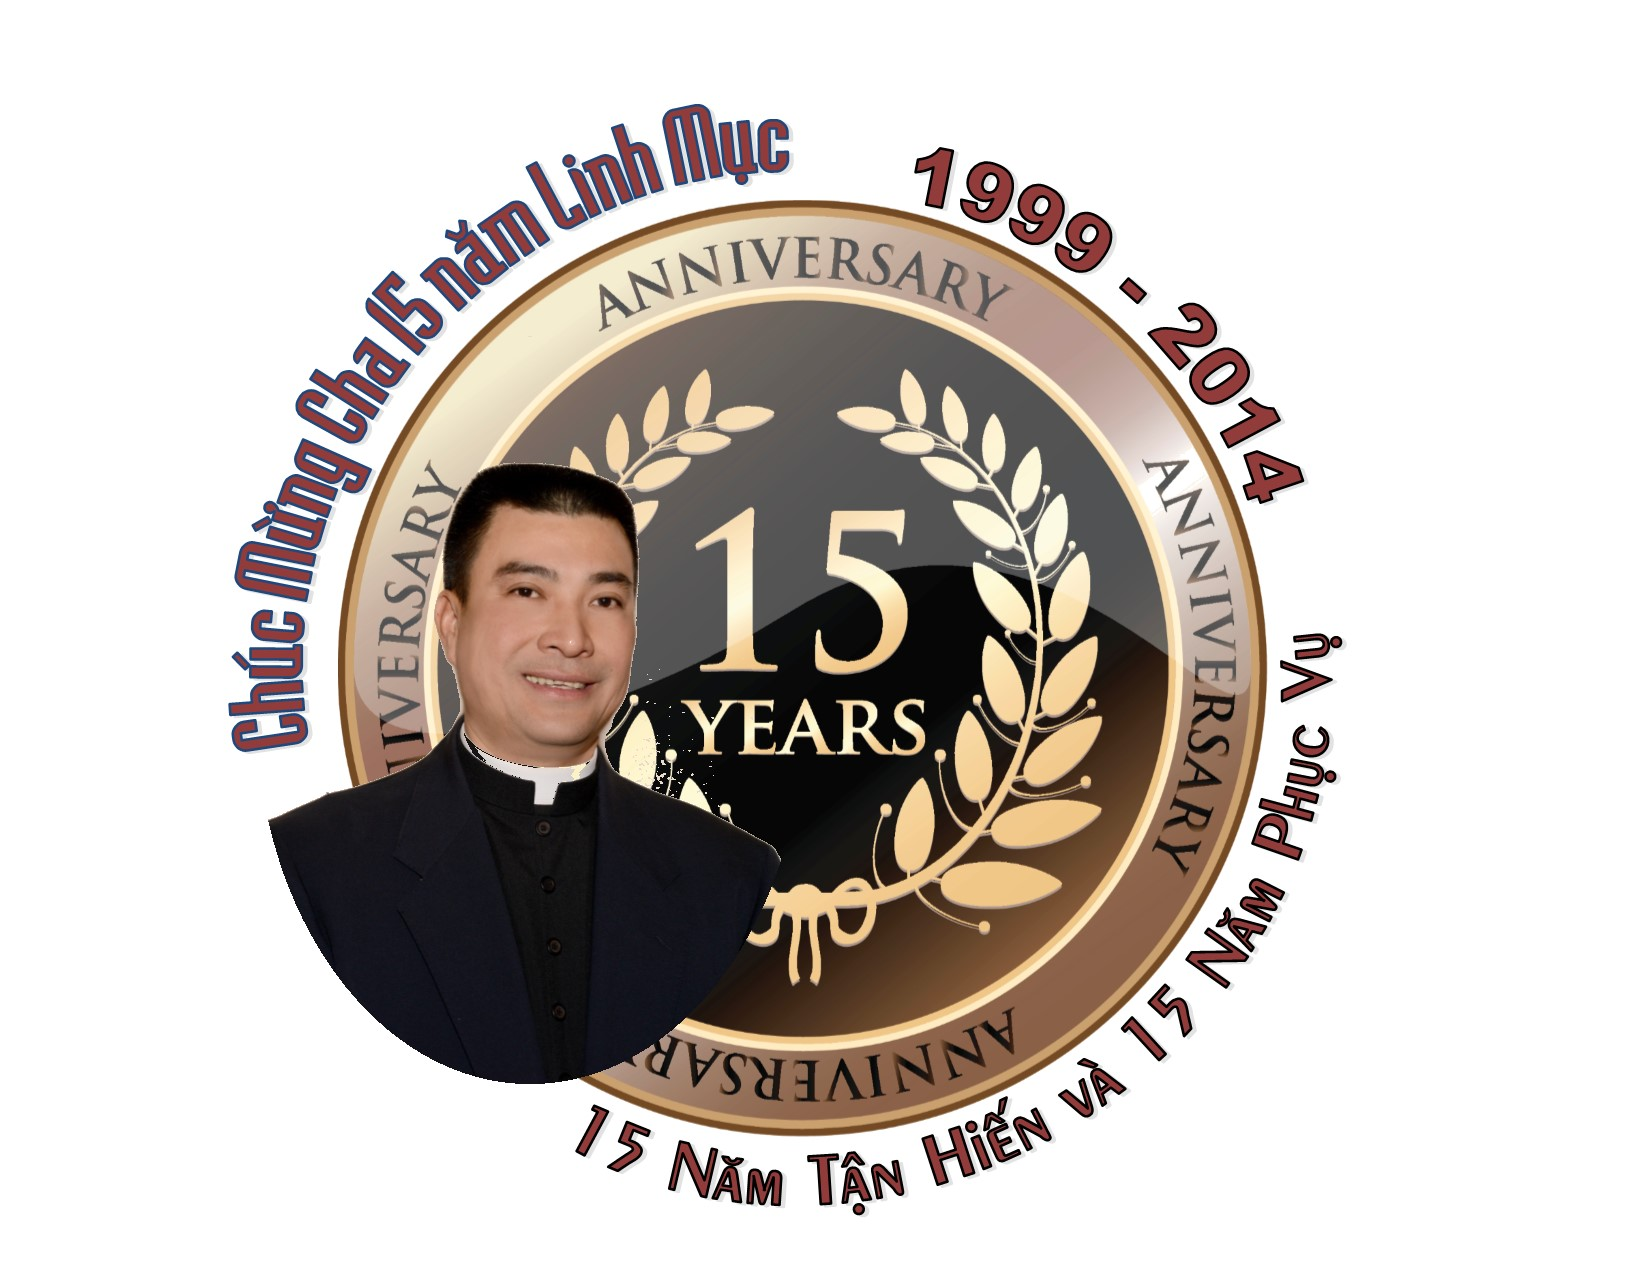 Chúc Mừng Cha 15 năm Linh Mục
1999 - 2014
ANNIVERSARY
ANNIVERSARY
ANNIVERSARY
ANNIVERSARY
15
YEARS
15 NĂM TẬN HIẾN VÀ 15 NĂM PHỤC VỤ